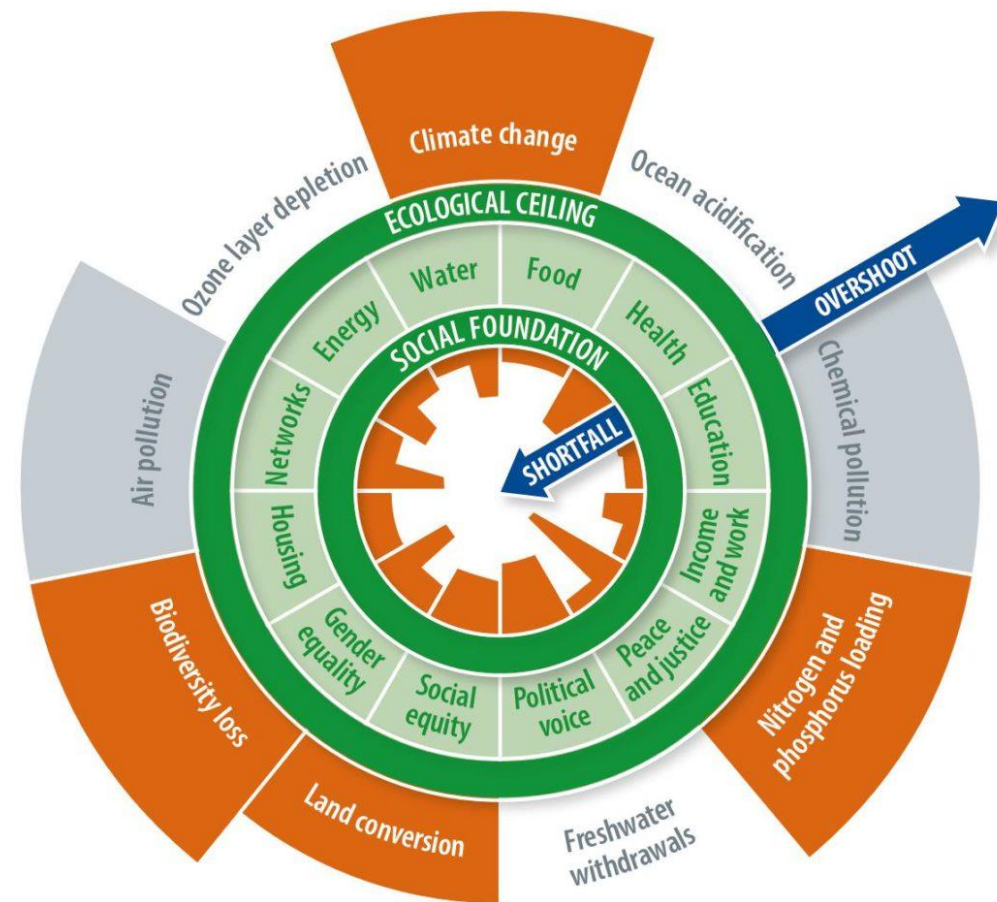 Climate change
Ocean acidification
OVERSHOOT
Chemical pollution
Nitrogen and
phosphorus loading
Freshwater
withdrawals
Land conversion
Biodiversity loss
Air pollution
Ozone layer depletion
ECOLOGICAL CEILING
Water
Food
Health
Education
Income
and work
Peace
and justice
Political
voice
Social
equity
Gender
equality
Housing
Networks
Energy
SOCIAL FOUNDATION
SHORTFALL